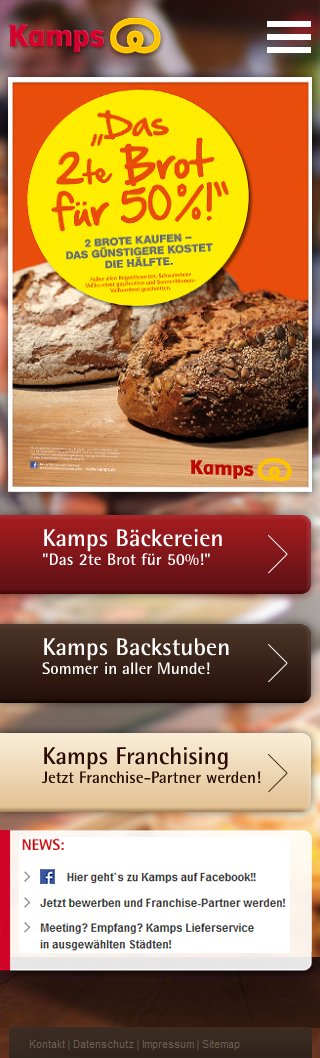 Kamps
„Das
2te Brot
für 50%!“
2 BROTE KAUFEN –
DAS GÜNSTIGERE KOSTET
DIE HÄLFTE.
Kamps
Kamps Bäckereien
"Das 2te Brot für 50%!"
Kamps Backstuben
Sommer in aller Munde!
Kamps Franchising
Jetzt Franchise-Partner werden!
NEWS:
Hier geht`s zu Kamps auf Facebook!!
Jetzt bewerben und Franchise-Partner werden!
Meeting? Empfang? Kamps Lieferservice
in ausgewählten Städten!
Kontakt | Datenschutz | Impressum | Sitemap